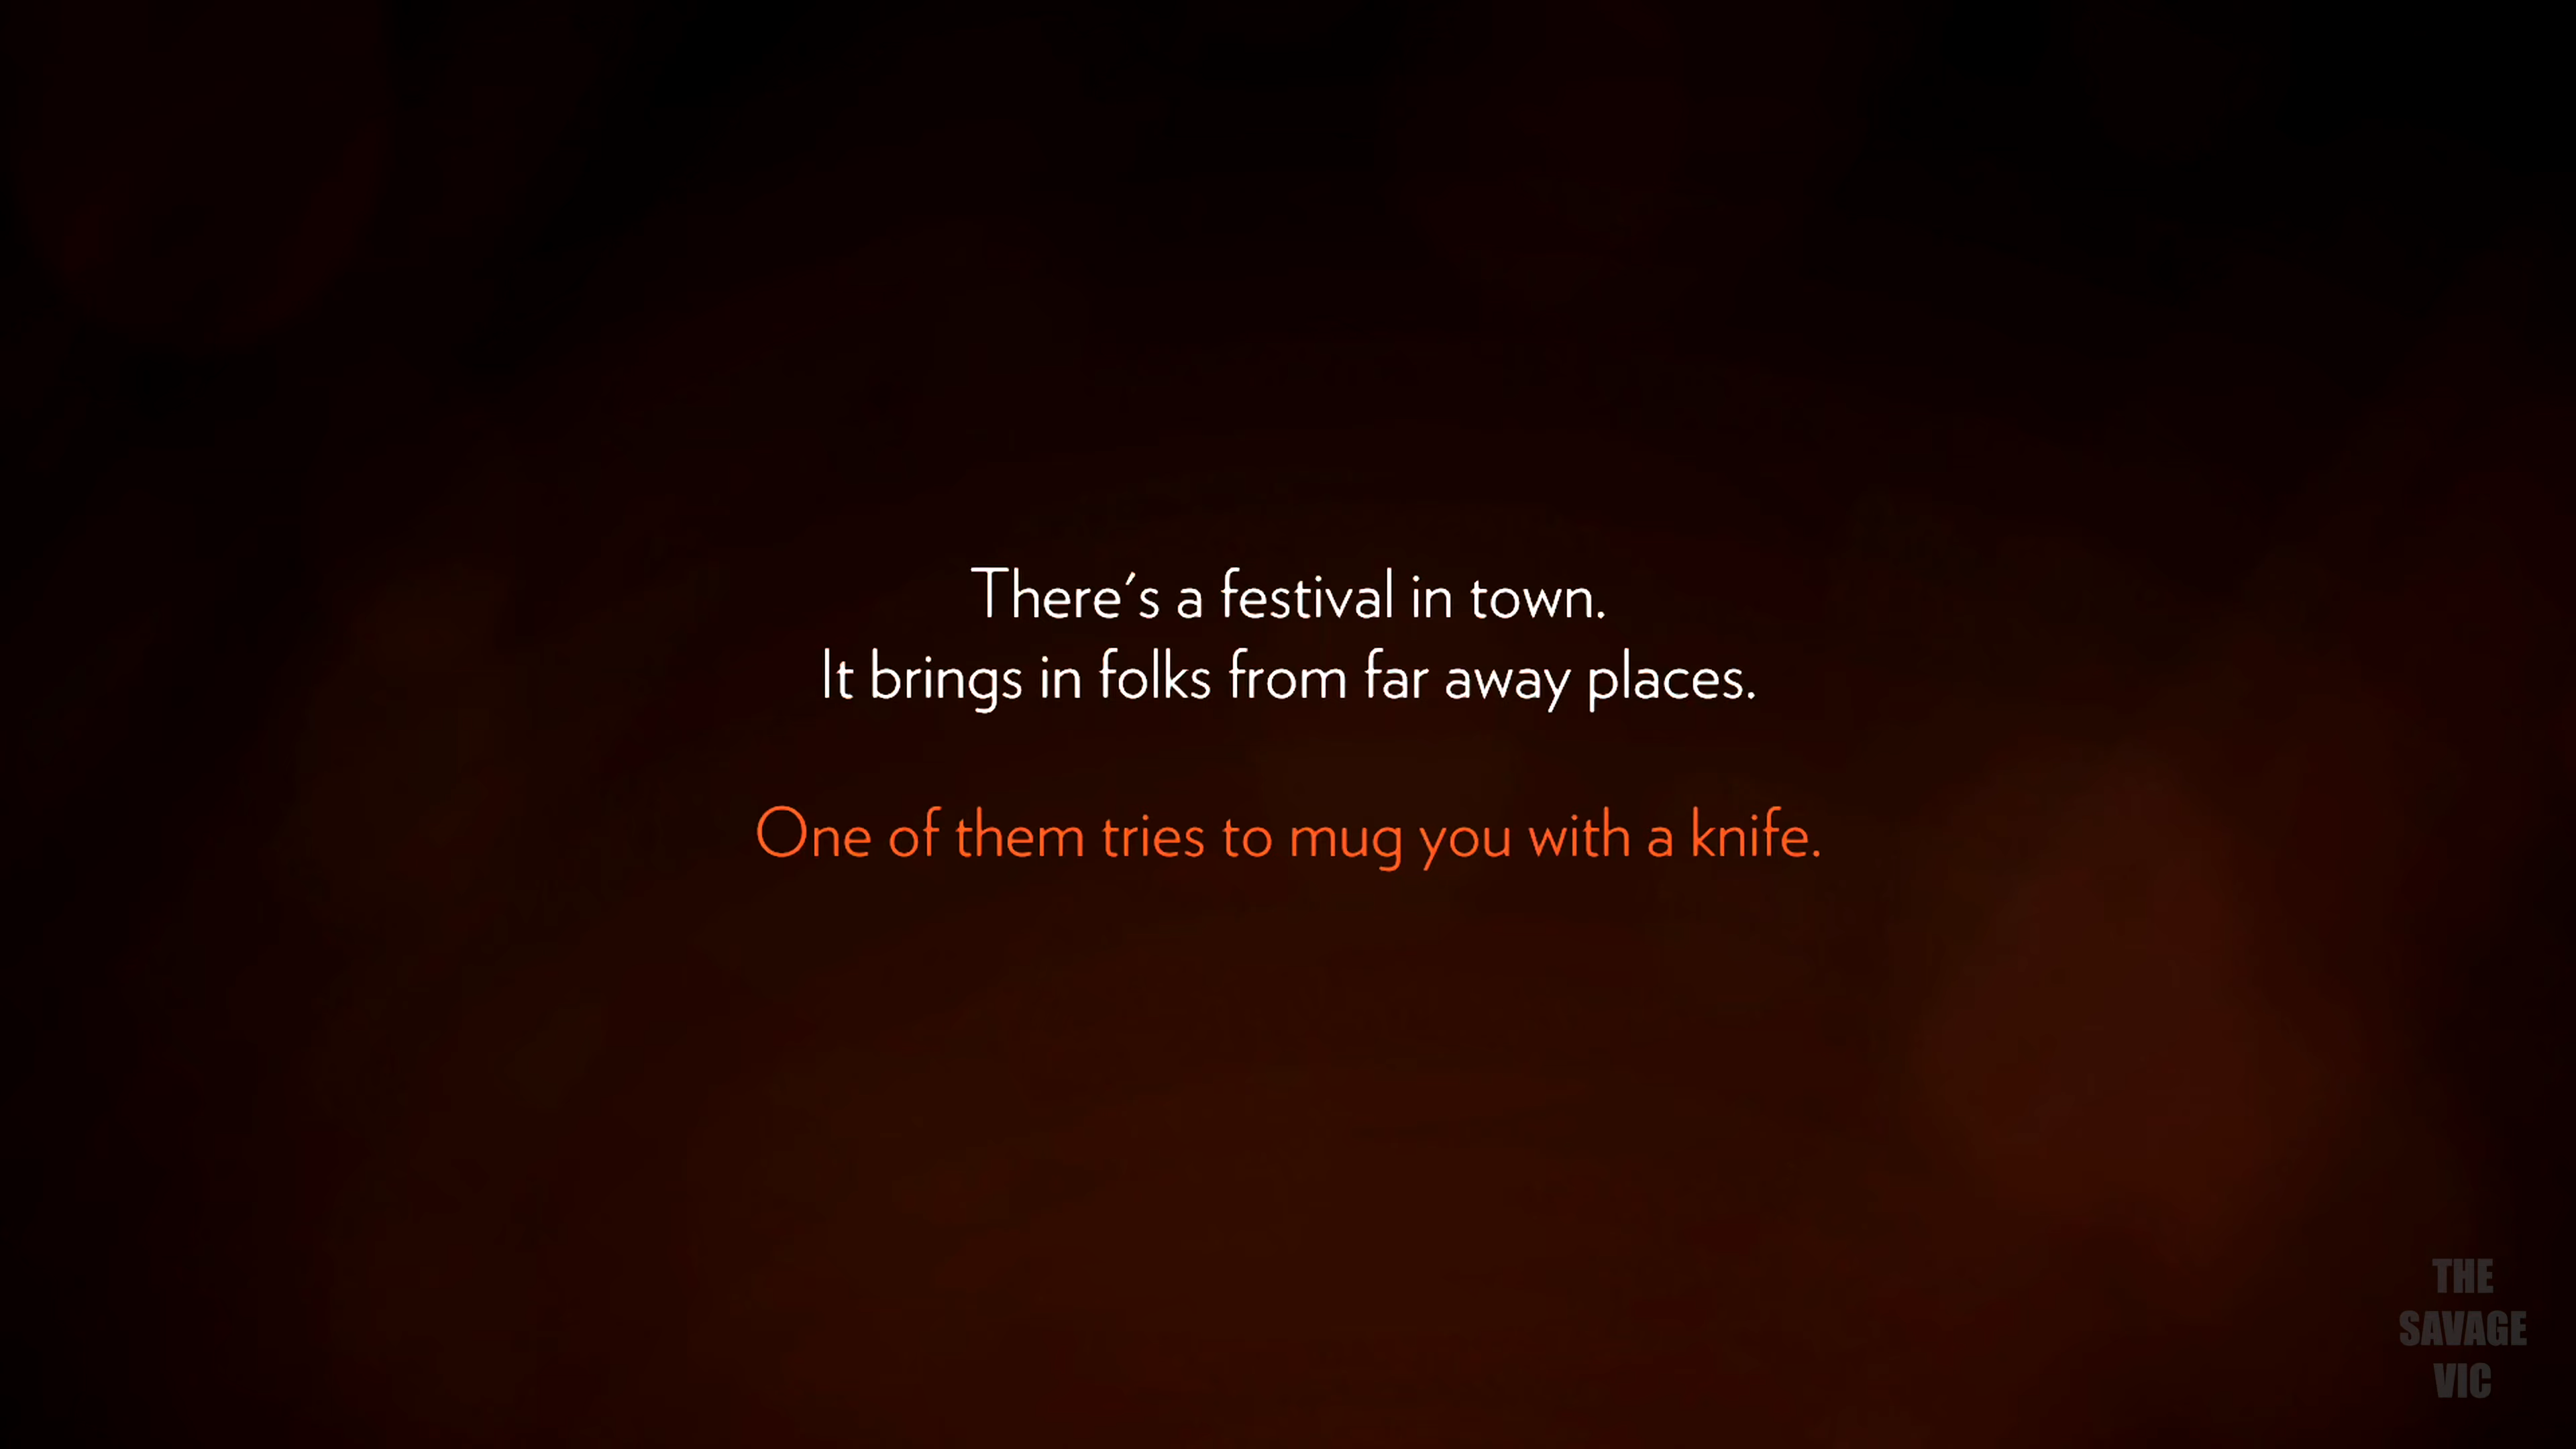 There's a festival in town.
It brings in folks from far away places.
One of them tries to mug you with a knife.
THE
SAVAGE
VIC